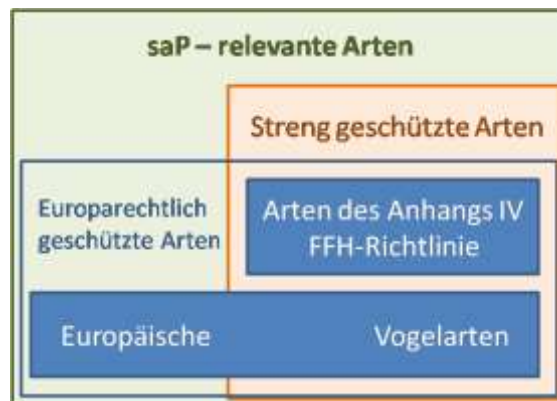 saP – relevante Arten
Streng geschützte Arten
Europarechtlich
geschützte Arten
Arten des Anhangs IV
FFH-Richtlinie
Europäische Vogelarten